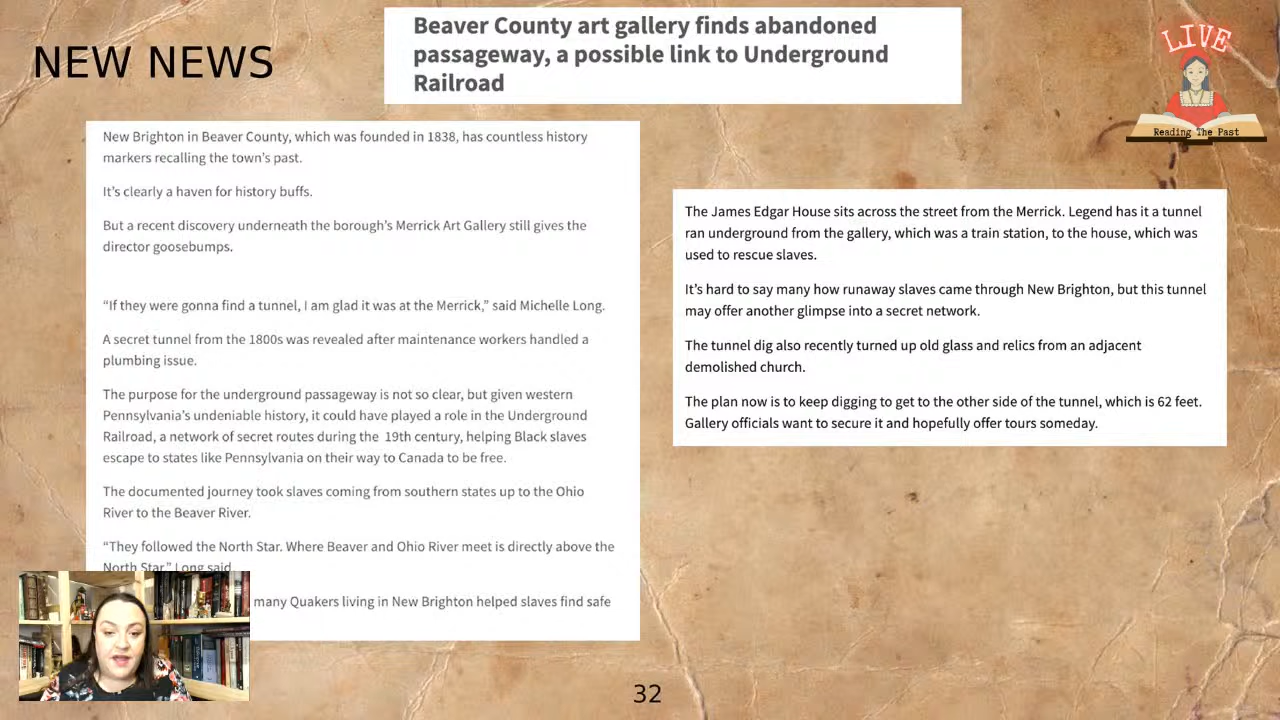 NEW NEWS
Beaver County art gallery finds abandoned
passageway, a possible link to Underground
Railroad
LIVE
Reading The Past
New Brighton in Beaver County, which was founded in 1838, has countless history
markers recalling the town's past.
It's clearly a haven for history buffs.
But a recent discovery underneath the borough's Merrick Art Gallery still gives the
director goosebumps.
“If they were gonna find a tunnel, I am glad it was at the Merrick,” said Michelle Long.
A secret tunnel from the 1800s was revealed after maintenance workers handled a
plumbing issue.
The purpose for the underground passageway is not so clear, but given western
Pennsylvania's undeniable history, it could have played a role in the Underground
Railroad, a network of secret routes during the 19th century, helping Black slaves
escape to states like Pennsylvania on their way to Canada to be free.
The documented journey took slaves coming from southern states up to the Ohio
River to the Beaver River.
“They followed the North Star. Where Beaver and Ohio River meet is directly above the
North Star,” Long said.
many Quakers living in New Brighton helped slaves find safe
The James Edgar House sits across the street from the Merrick. Legend has it a tunnel
ran underground from the gallery, which was a train station, to the house, which was
used to rescue slaves.
It's hard to say many how runaway slaves came through New Brighton, but this tunnel
may offer another glimpse into a secret network.
The tunnel dig also recently turned up old glass and relics from an adjacent
demolished church.
The plan now is to keep digging to get to the other side of the tunnel, which is 62 feet.
Gallery officials want to secure it and hopefully offer tours someday.
32